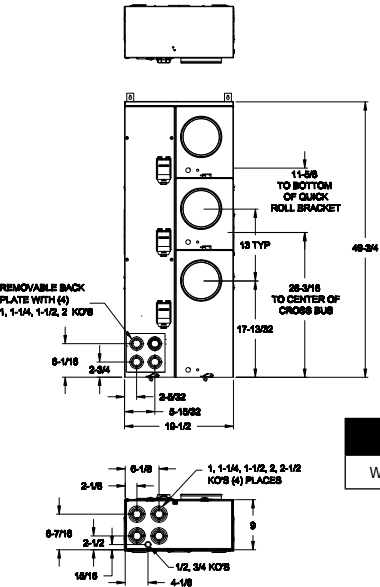 11-5/8
TO BOTTOM
OF QUICK
ROLL BRACKET
49-3/4
13 TYP
26-3/16
TO CENTER OF
CROSS BUS
REMOVABLE BACK
PLATE WITH (4)
1, 1-1/4, 1-1/2, 2 KO'S
17-13/32
6-1/16
2-3/4
2-5/32
5-15/32
19-1/2
6-1/8
1, 1-1/4, 1-1/2, 2, 2-1/2
KO'S (4) PLACES
2-1/8
W
6-7/16
9
2-1/2
15/16
1/2, 3/4 KO'S
4-1/8